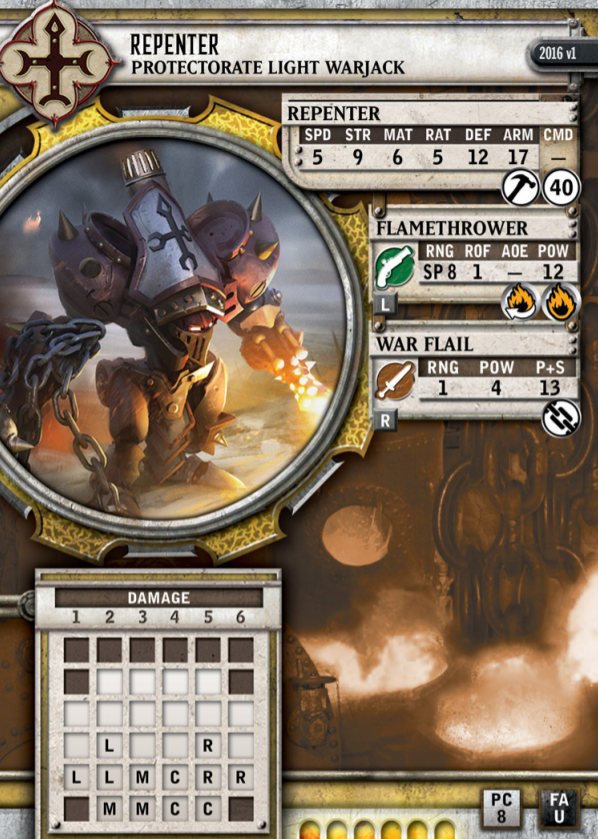 REPENTER
PROTECTORATE LIGHT WARJACK
2016 v1
REPENTER
SPD STR MAT RAT DEF ARM CMD
5 9 6 5 12 17 —
40
FLAMETHROWER
RNG ROF AOE POW
SP 8 1 — 12
L
WAR FLAIL
RNG POW P+S
1 4 13
R
DAMAGE
1 2 3 4 5 6
L R
L L M C R R
M M C C
PC
8
FA
U